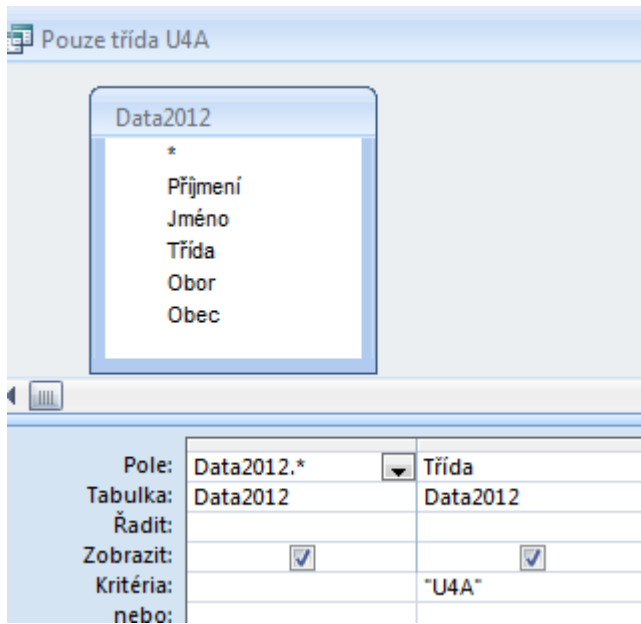 Pouze třída U4A
Data2012
*
Příjmení
Jméno
Třída
Obor
Obec
Pole: Data2012.* Třída
Tabulka: Data2012 Data2012
Řadit:
Zobrazit:
Kritéria: "U4A"
nebo: